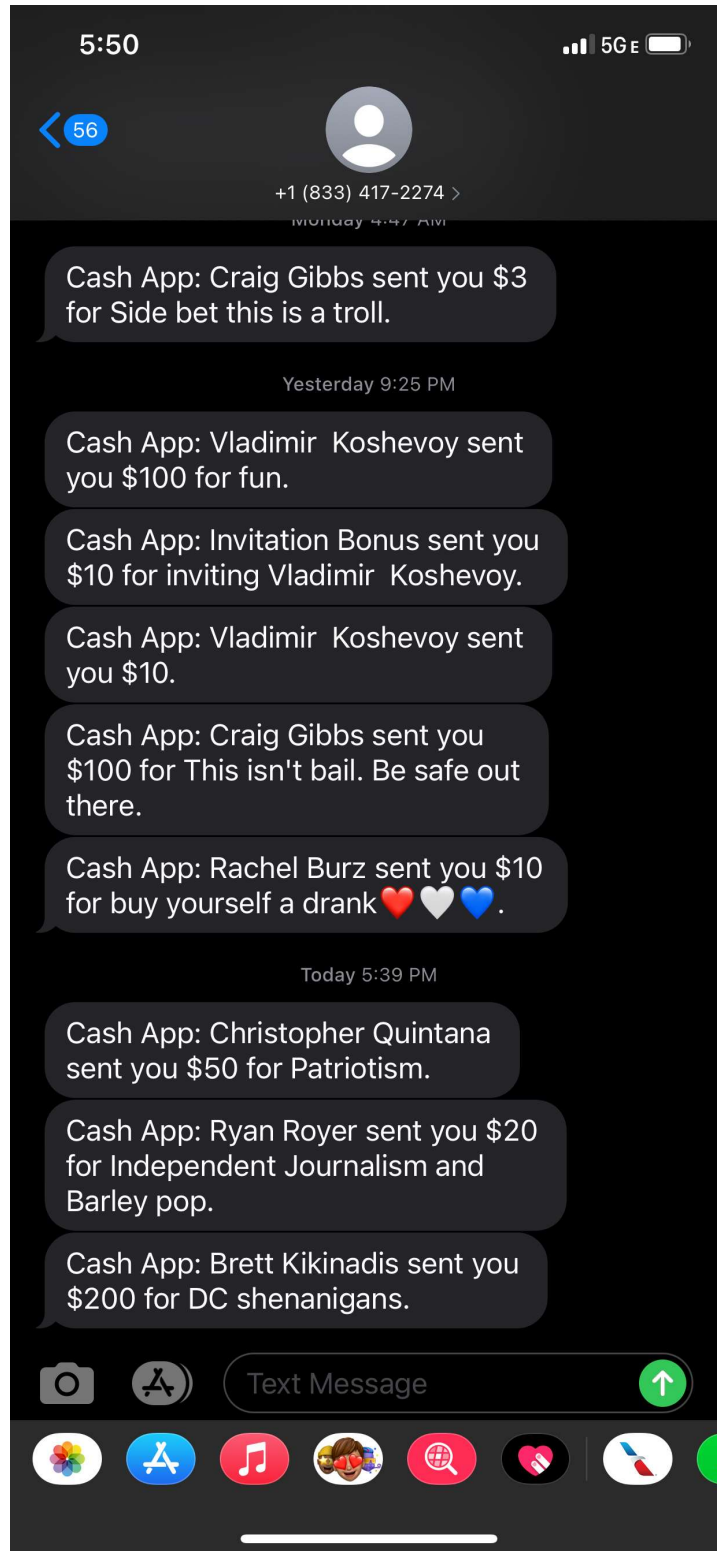 5:50
5G E
56
+1 (833) 417-2274 >
Monday 4:47 AM
Cash App: Craig Gibbs sent you $3
for Side bet this is a troll.
Yesterday 9:25 PM
Cash App: Vladimir  Koshevoy sent
you $100 for fun.
Cash App: Invitation Bonus sent you
$10 for inviting Vladimir  Koshevoy.
Cash App: Vladimir  Koshevoy sent
you $10.
Cash App: Craig Gibbs sent you
$100 for This isn't bail. Be safe out
there.
Cash App: Rachel Burz sent you $10
for buy yourself a drank❤️🤍💙.
Today 5:39 PM
Cash App: Christopher Quintana
sent you $50 for Patriotism.
Cash App: Ryan Royer sent you $20
for Independent Journalism and
Barley pop.
Cash App: Brett Kikinadis sent you
$200 for DC shenanigans.
Text Message